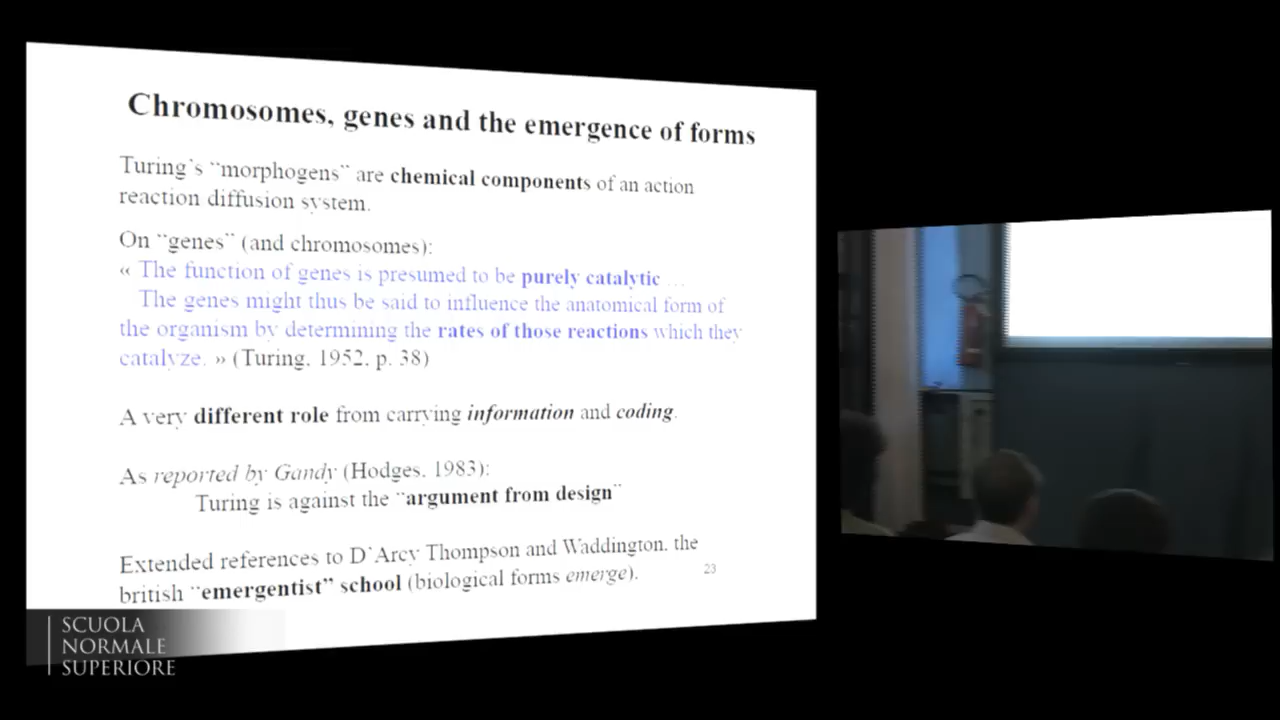 Chromosomes, genes and the emergence of forms
Turing's "morphogens" are chemical components of an action
reaction diffusion system.
On "genes" (and chromosomes):
« The function of genes is presumed to be purely catalytic ...
The genes might thus be said to influence the anatomical form of
the organism by determining the rates of those reactions which they
catalyze. » (Turing, 1952, p. 38)
A very different role from carrying information and coding.
As reported by Gandy (Hodges, 1983):
Turing is against the "argument from design"
Extended references to D'Arcy Thompson and Waddington, the
british "emergentist" school (biological forms emerge).
23
SCUOLA
NORMALE
SUPERIORE